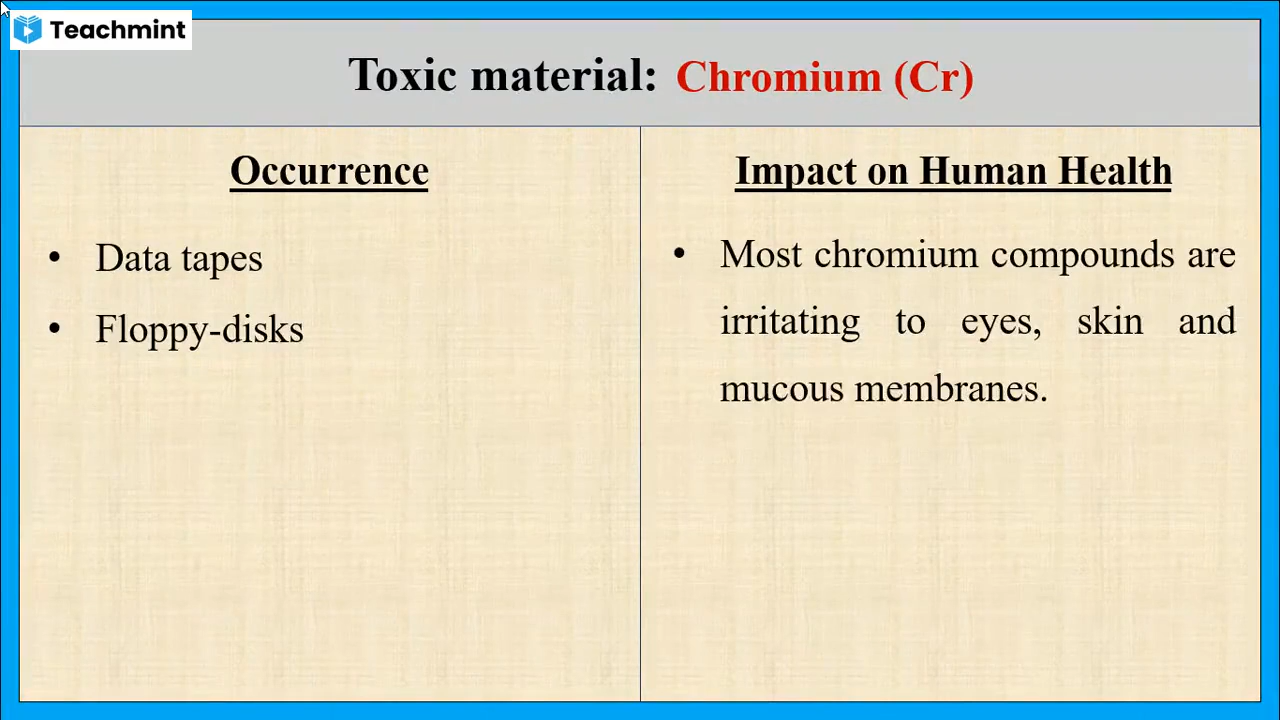 Teachmint
Toxic material: Chromium (Cr)
Occurrence
• Data tapes
• Floppy-disks
Impact on Human Health
• Most chromium compounds are
irritating to eyes, skin and
mucous membranes.